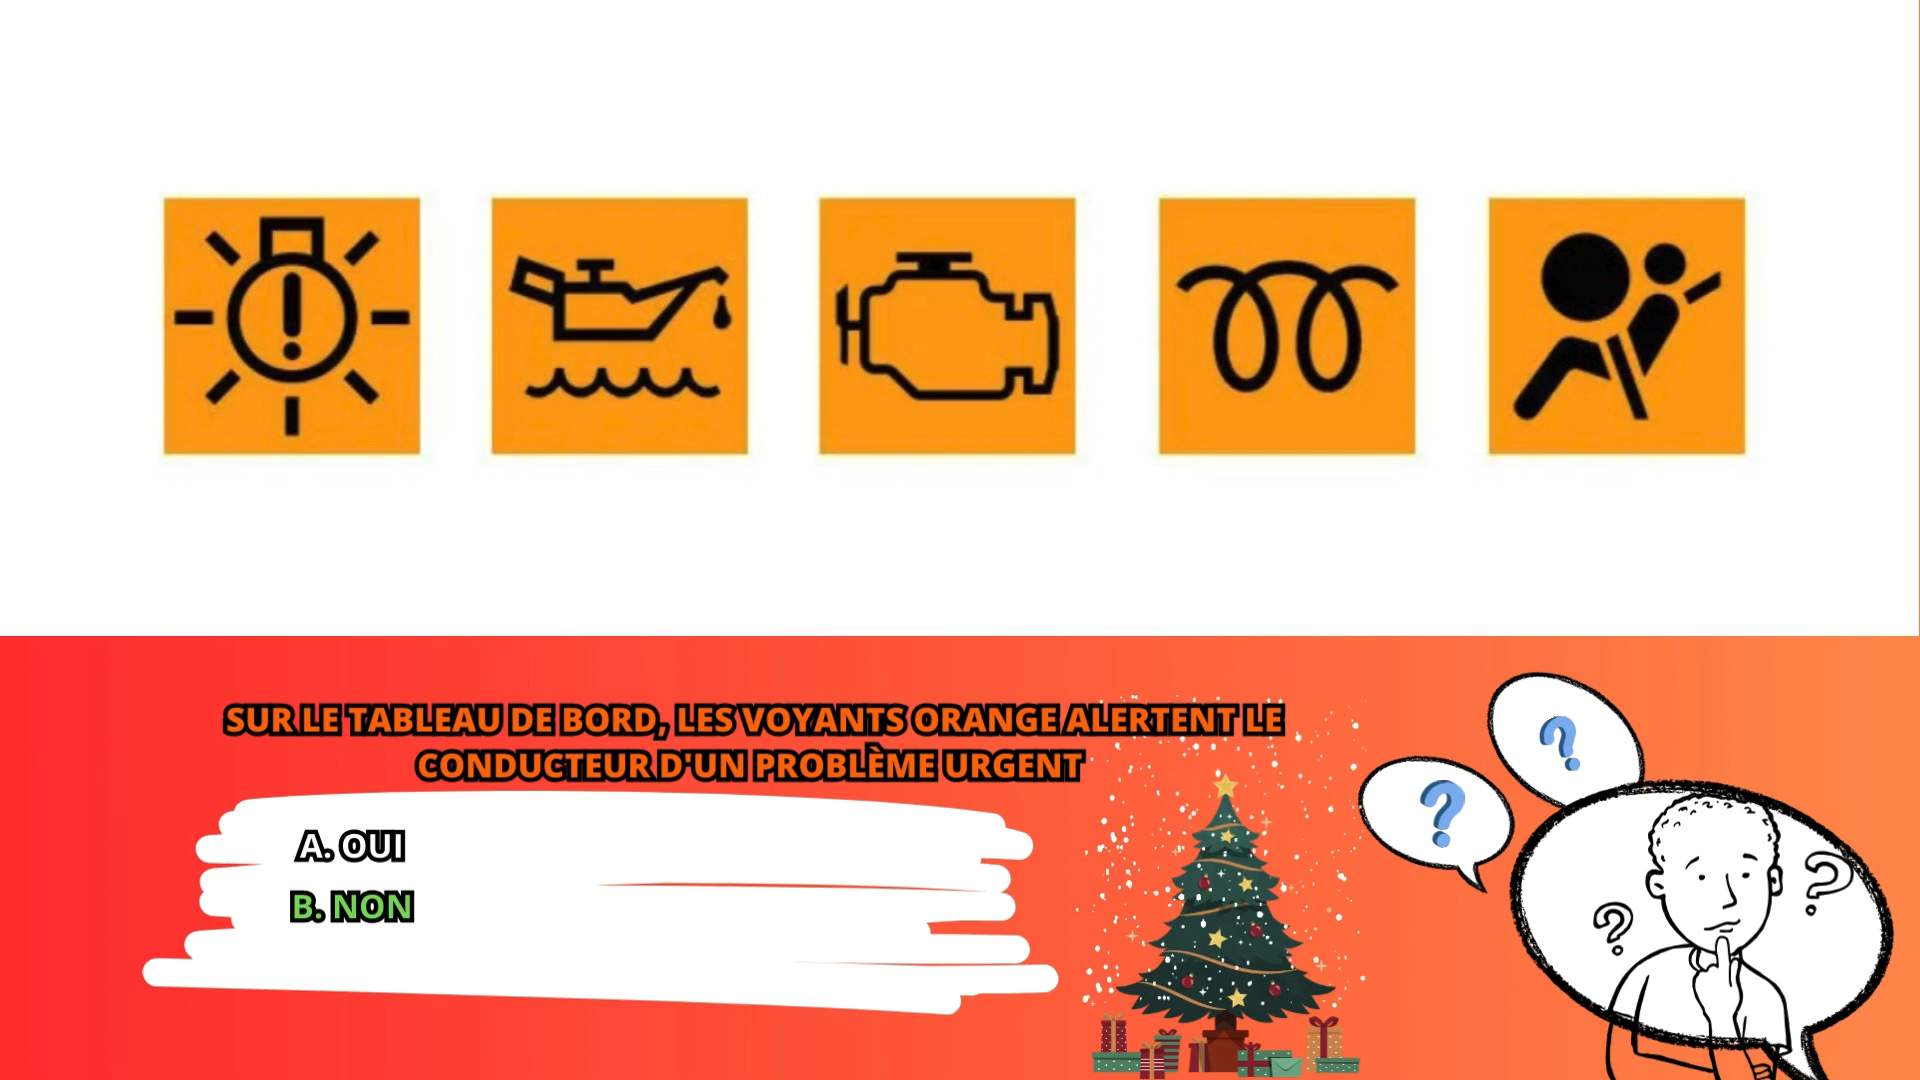 SUR LE TABLEAU DE BORD, LES VOYANTS ORANGE ALERTENT LE
CONDUCTEUR D'UN PROBLÈME URGENT
A. OUI
B. NON